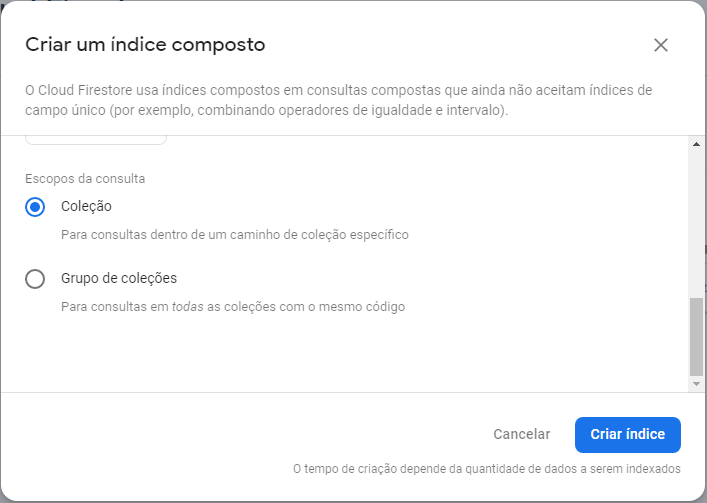 Criar um índice composto
O Cloud Firestore usa índices compostos em consultas compostas que ainda não aceitam índices de
campo único (por exemplo, combinando operadores de igualdade e intervalo).
Escopos da consulta
Coleção
Para consultas dentro de um caminho de coleção específico
Grupo de coleções
Para consultas em todas as coleções com o mesmo código
Cancelar
Criar índice
O tempo de criação depende da quantidade de dados a serem indexados